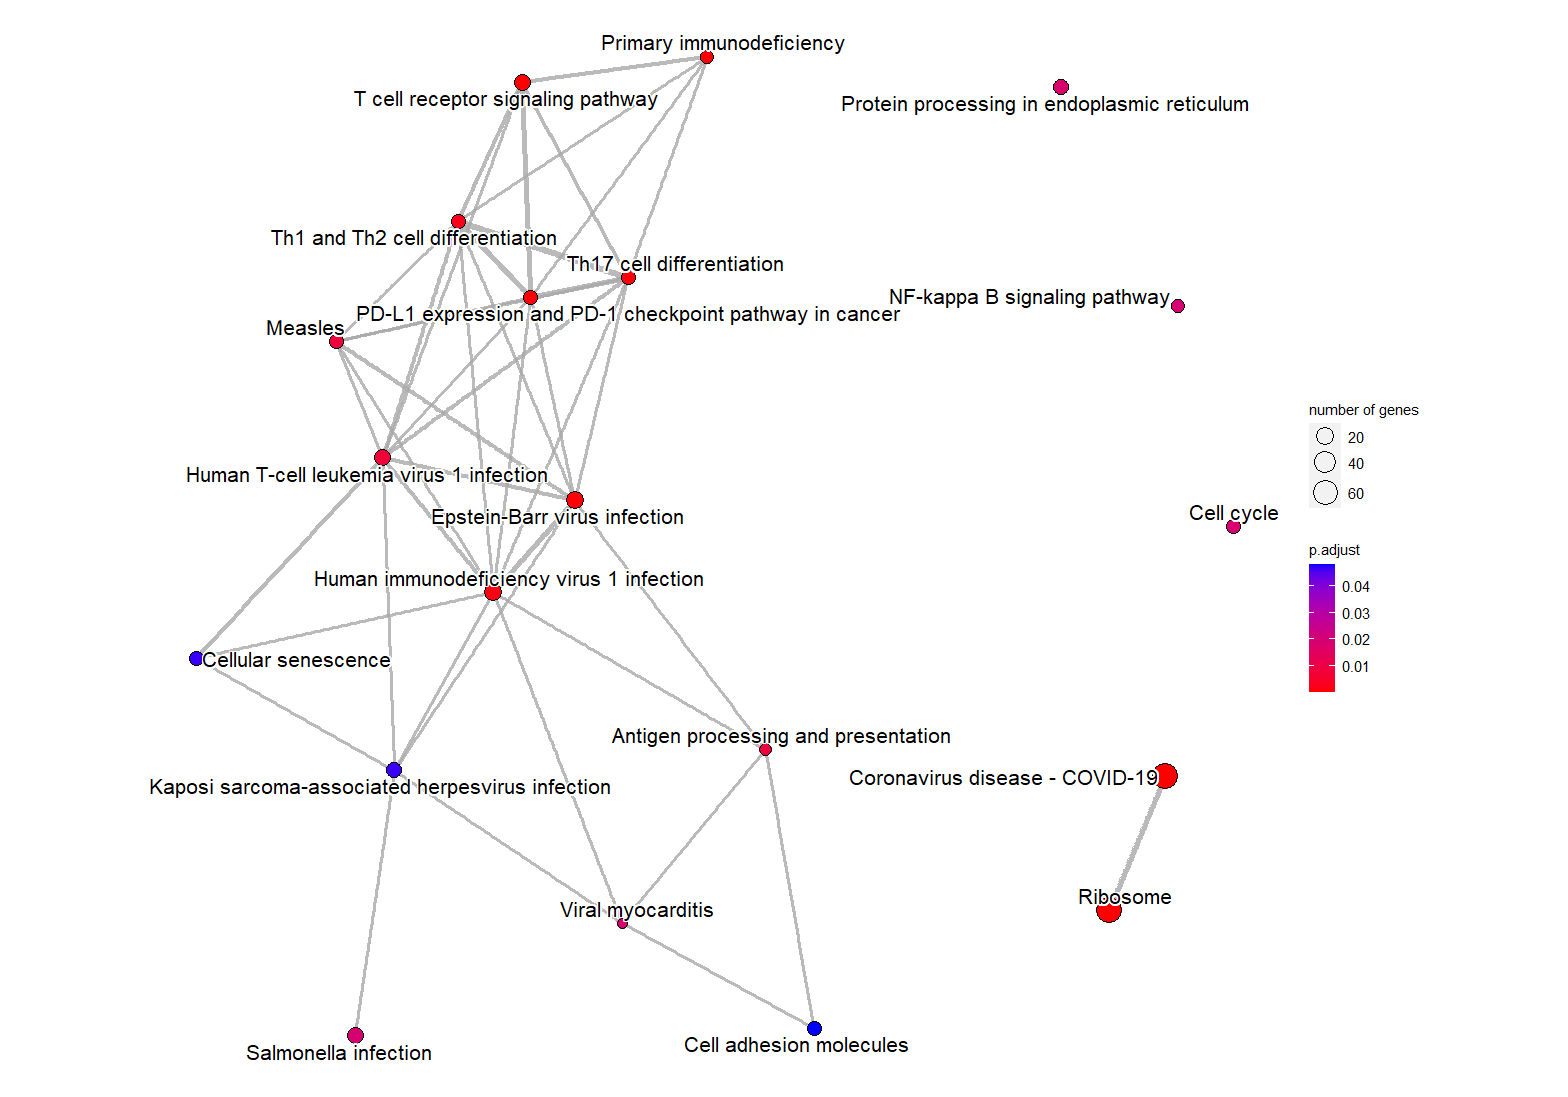 Primary immunodeficiency
T cell receptor signaling pathway
Protein processing in endoplasmic reticulum
Th1 and Th2 cell differentiation
Th17 cell differentiation
NF-kappa B signaling pathway
PD-L1 expression and PD-1 checkpoint pathway in cancer
Measles
number of genes
20
40
60
Human T-cell leukemia virus 1 infection
Epstein-Barr virus infection
Cell cycle
p.adjust
0.04
0.03
0.02
0.01
Human immunodeficiency virus 1 infection
Cellular senescence
Antigen processing and presentation
Coronavirus disease - COVID-19
Kaposi sarcoma-associated herpesvirus infection
Ribosome
Viral myocarditis
Salmonella infection
Cell adhesion molecules